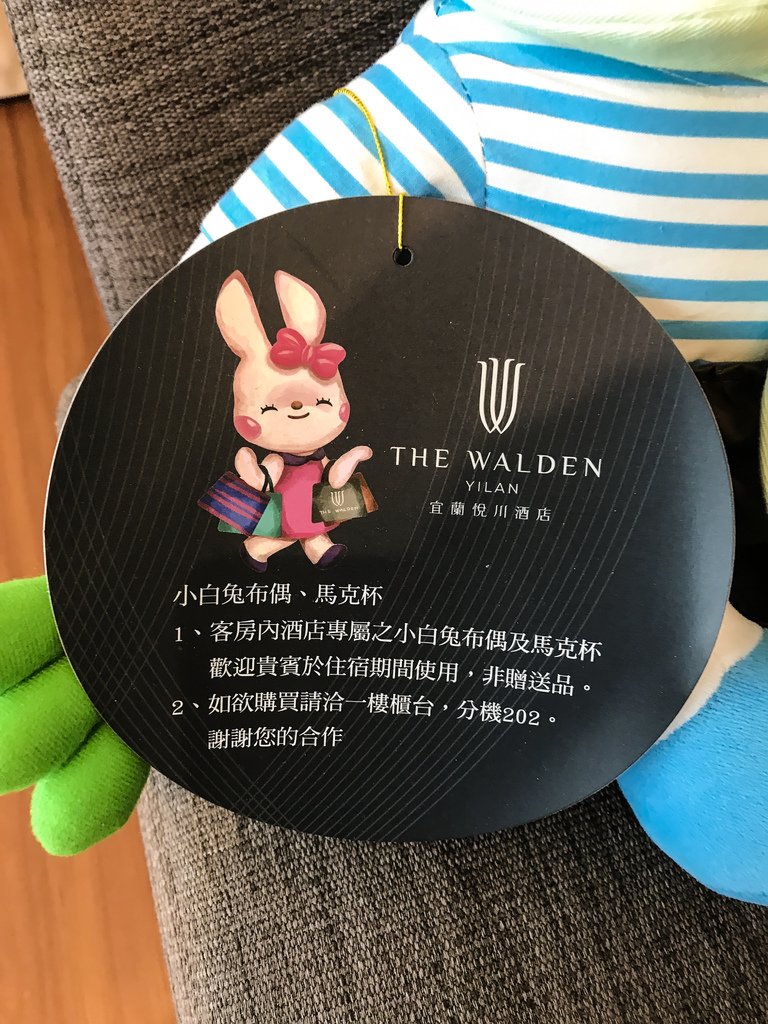 THE WALDEN
YILAN
宜蘭悅川酒店
THE WALDEN
小白兔布偶、馬克杯
1、客房內酒店專屬之小白兔布偶及馬克杯
歡迎貴賓於住宿期間使用，非贈送品。
2、如欲購買請洽一樓櫃台，分機202。
謝謝您的合作